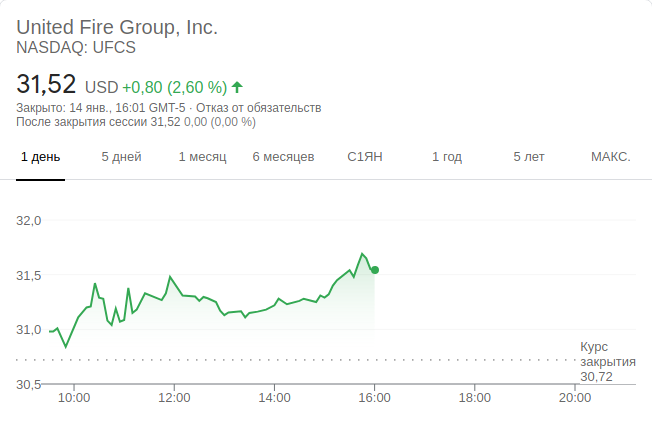 United Fire Group, Inc.
NASDAQ: UFCS
31,52 USD +0,80 (2,60 %)
Закрыто: 14 янв., 16:01 GMT-5 · Отказ от обязательств
После закрытия сессии 31,52 0,00 (0,00 %)
1 день 5 дней 1 месяц 6 месяцев С1ЯН 1 год 5 лет МАКС.
32,0
31,5
31,0
Курс
закрытия
30,72
30,5
10:00 12:00 14:00 16:00 18:00 20:00